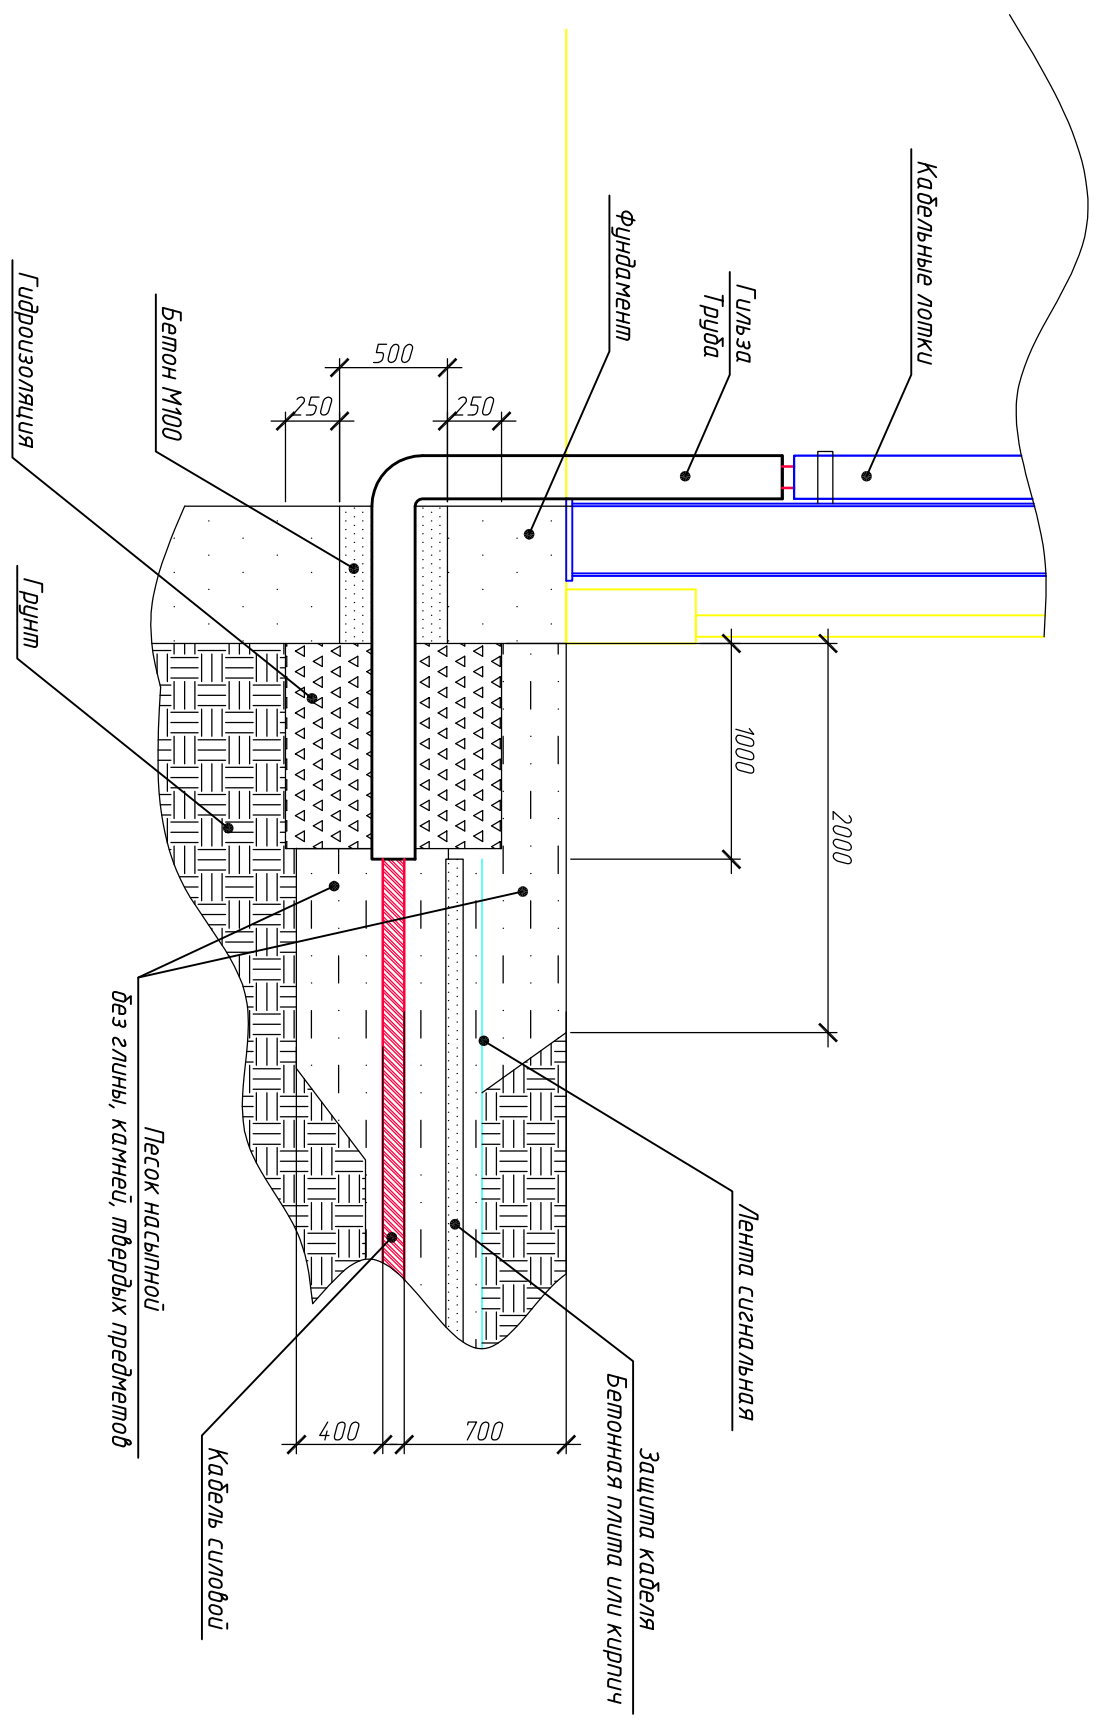 Кабельные лотки
Гильза
Труба
Фундамент
Бетон М100
Гидроизоляция
Грунт
500
250
250
1000
2000
Лента сигнальная
Защита кабеля
Бетонная плита или кирпич
Песок насыпной
без глины, камней, твердых предметов
Кабель силовой
400
700